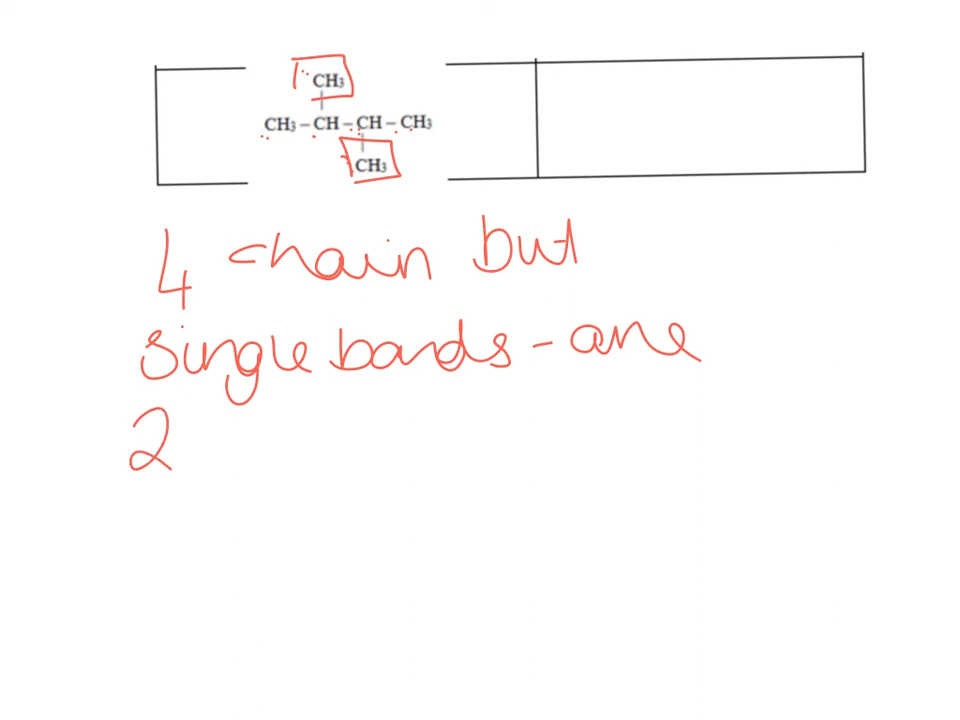 CH₃
CH₃ – CH – CH – CH₃
CH₃
4 chain but
single bonds - ane
2